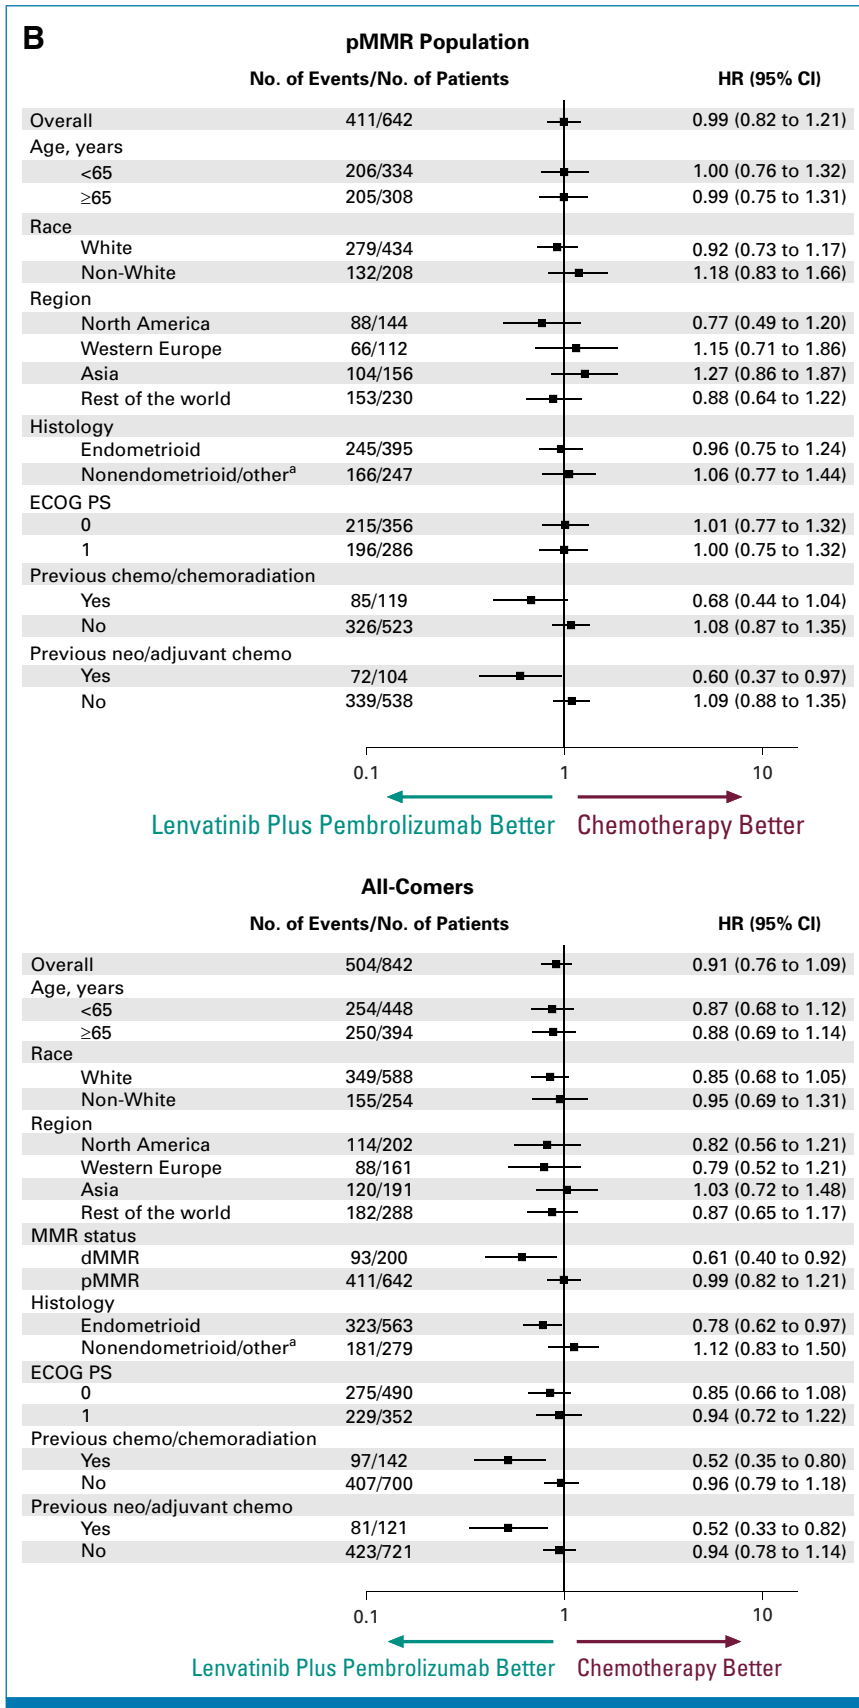 B
pMMR Population
No. of Events/No. of Patients HR (95% CI)
Overall 411/642 0.99 (0.82 to 1.21)
Age, years
<65 206/334 1.00 (0.76 to 1.32)
≥65 205/308 0.99 (0.75 to 1.31)
Race
White 279/434 0.92 (0.73 to 1.17)
Non-White 132/208 1.18 (0.83 to 1.66)
Region
North America 88/144 0.77 (0.49 to 1.20)
Western Europe 66/112 1.15 (0.71 to 1.86)
Asia 104/156 1.27 (0.86 to 1.87)
Rest of the world 153/230 0.88 (0.64 to 1.22)
Histology
Endometrioid 245/395 0.96 (0.75 to 1.24)
Nonendometrioid/otherᵃ 166/247 1.06 (0.77 to 1.44)
ECOG PS
0 215/356 1.01 (0.77 to 1.32)
1 196/286 1.00 (0.75 to 1.32)
Previous chemo/chemoradiation
Yes 85/119 0.68 (0.44 to 1.04)
No 326/523 1.08 (0.87 to 1.35)
Previous neo/adjuvant chemo
Yes 72/104 0.60 (0.37 to 0.97)
No 339/538 1.09 (0.88 to 1.35)
0.1 1 10
Lenvatinib Plus Pembrolizumab Better Chemotherapy Better
All-Comers
No. of Events/No. of Patients HR (95% CI)
Overall 504/842 0.91 (0.76 to 1.09)
Age, years
<65 254/448 0.87 (0.68 to 1.12)
≥65 250/394 0.88 (0.69 to 1.14)
Race
White 349/588 0.85 (0.68 to 1.05)
Non-White 155/254 0.95 (0.69 to 1.31)
Region
North America 114/202 0.82 (0.56 to 1.21)
Western Europe 88/161 0.79 (0.52 to 1.21)
Asia 120/191 1.03 (0.72 to 1.48)
Rest of the world 182/288 0.87 (0.65 to 1.17)
MMR status
dMMR 93/200 0.61 (0.40 to 0.92)
pMMR 411/642 0.99 (0.82 to 1.21)
Histology
Endometrioid 323/563 0.78 (0.62 to 0.97)
Nonendometrioid/otherᵃ 181/279 1.12 (0.83 to 1.50)
ECOG PS
0 275/490 0.85 (0.66 to 1.08)
1 229/352 0.94 (0.72 to 1.22)
Previous chemo/chemoradiation
Yes 97/142 0.52 (0.35 to 0.80)
No 407/700 0.96 (0.79 to 1.18)
Previous neo/adjuvant chemo
Yes 81/121 0.52 (0.33 to 0.82)
No 423/721 0.94 (0.78 to 1.14)
0.1 1 10
Lenvatinib Plus Pembrolizumab Better Chemotherapy Better